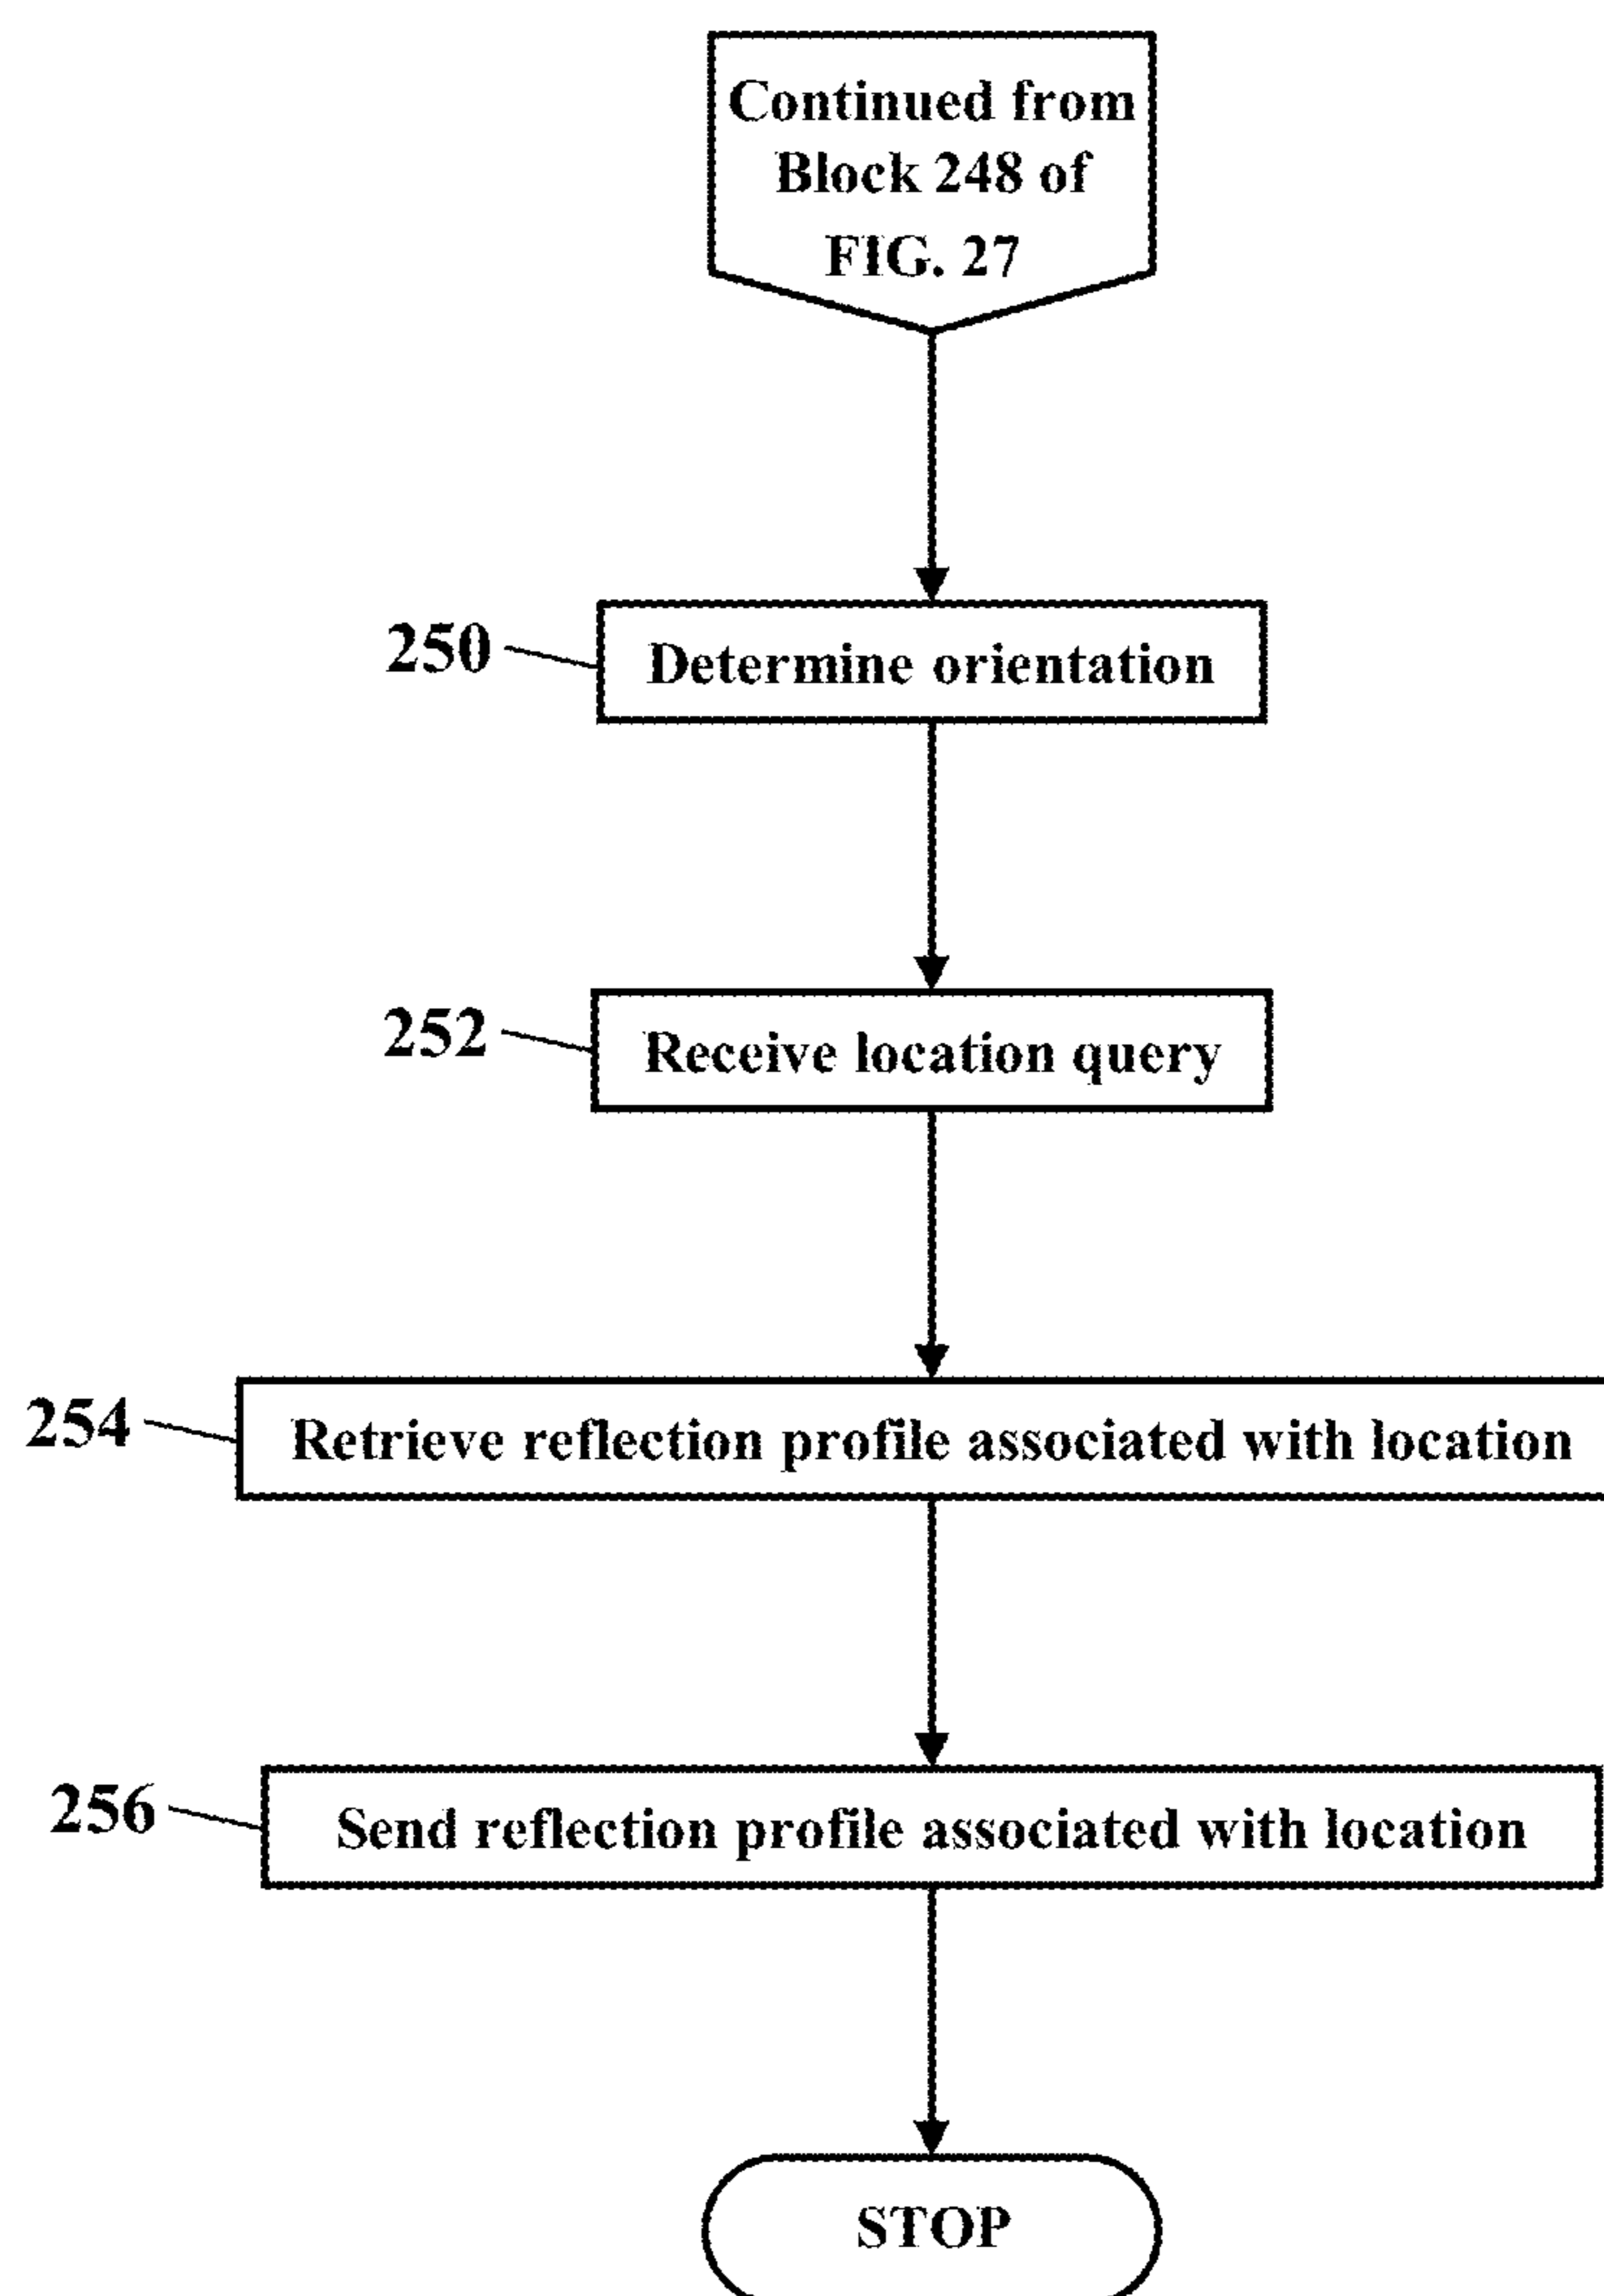 Continued from
Block 248 of
FIG. 27
250
Determine orientation
252
Receive location query
254
Retrieve reflection profile associated with location
256
Send reflection profile associated with location
STOP